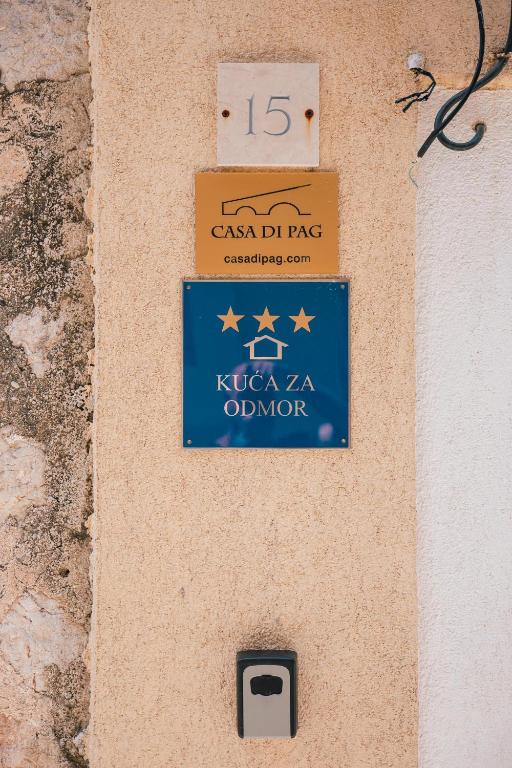 15
CASA DI PAG
casadipag.com
KUĆA ZA
ODMOR